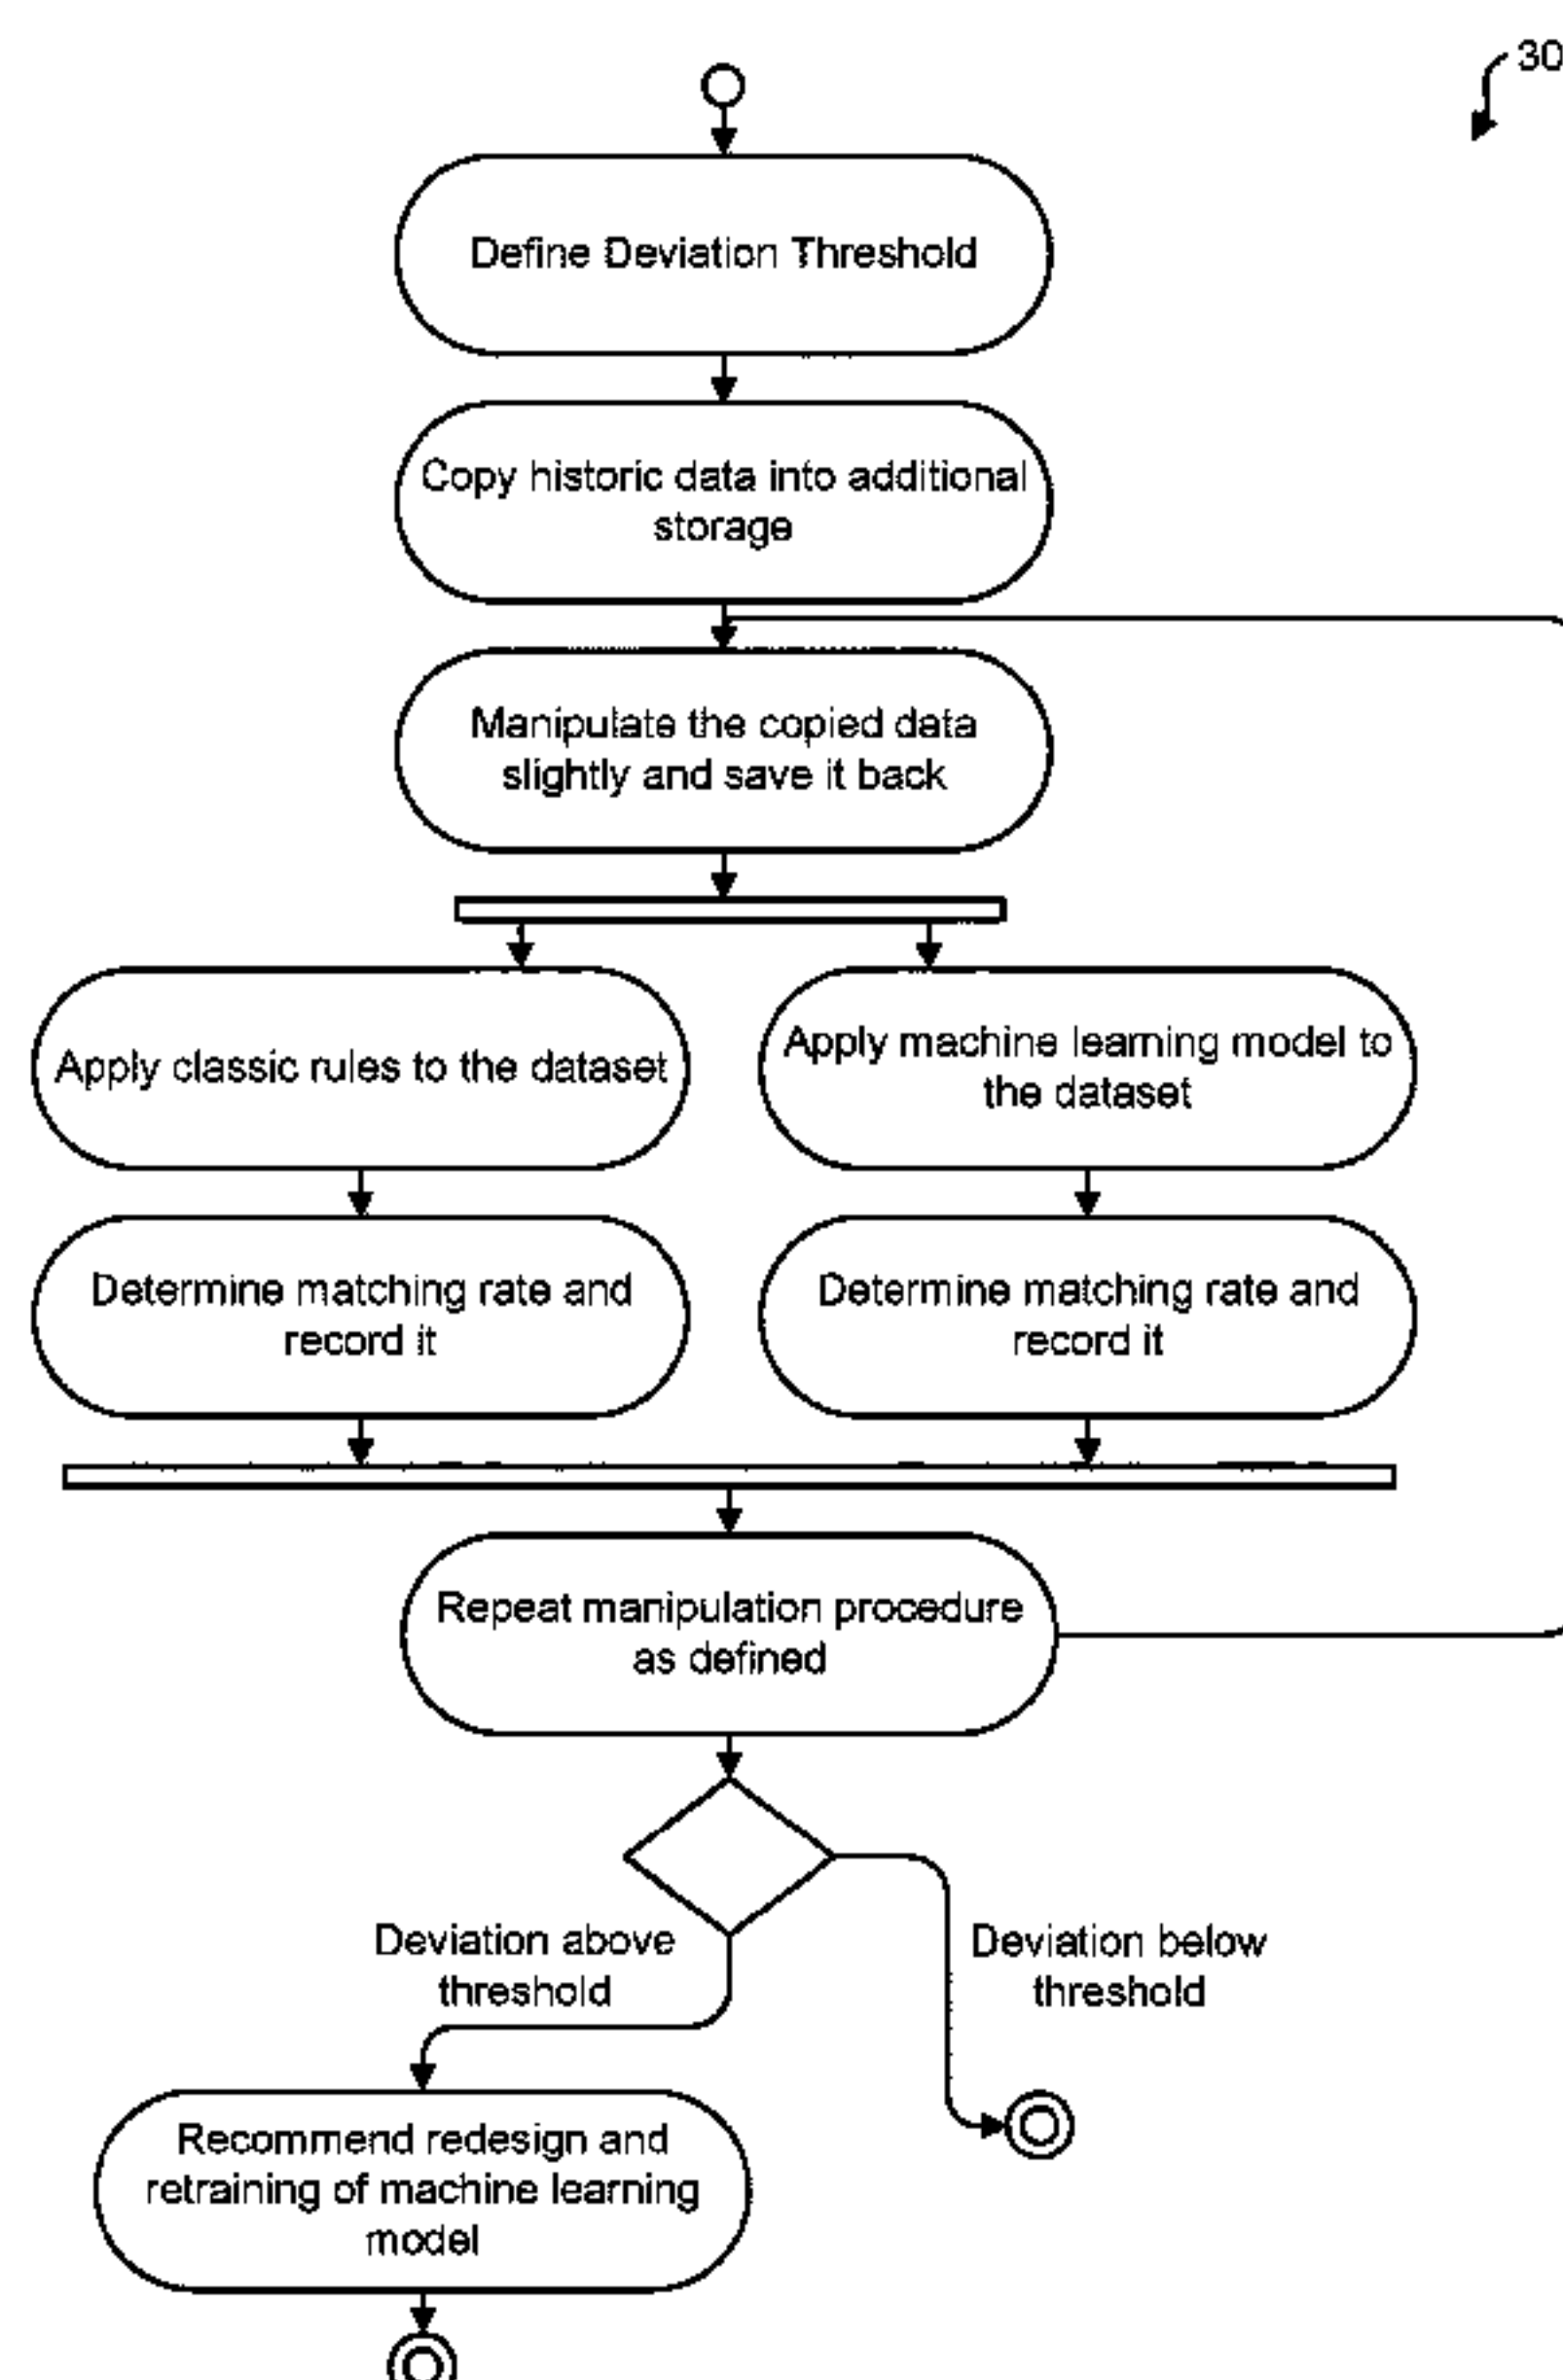 30
Define Deviation Threshold
Copy historic data into additional
storage
Manipulate the copied data
slightly and save it back
Apply classic rules to the dataset
Apply machine learning model to
the dataset
Determine matching rate and
record it
Determine matching rate and
record it
Repeat manipulation procedure
as defined
Deviation above
threshold
Deviation below
threshold
Recommend redesign and
retraining of machine learning
model